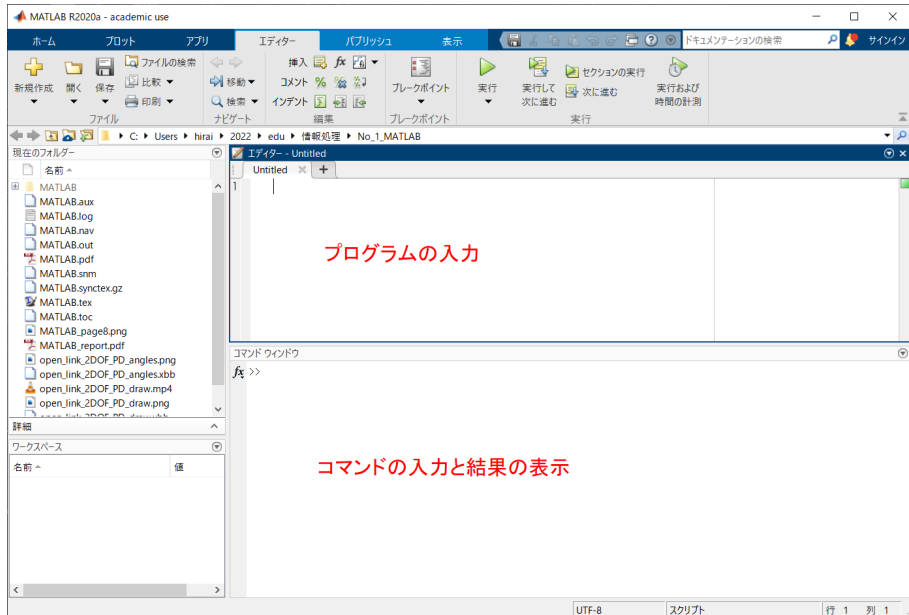 MATLAB R2020a - academic use
ホーム プロット アプリ エディター パブリッシュ 表示 ドキュメンテーションの検索 サインイン
新規作成 開く 保存 ファイルの検索 比較 印刷
移動 検索
挿入 fx コメント % インデント
ブレークポイント
実行 実行して次に進む セクションの実行 次に進む 実行および時間の計測
ファイル ナビゲート 編集 ブレークポイント 実行
C: Users hirai 2022 edu 情報処理 No_1_MATLAB
現在のフォルダー
名前
MATLAB
MATLAB.aux
MATLAB.log
MATLAB.nav
MATLAB.out
MATLAB.pdf
MATLAB.snm
MATLAB.synctex.gz
MATLAB.tex
MATLAB.toc
MATLAB_page8.png
MATLAB_report.pdf
open_link_2DOF_PD_angles.png
open_link_2DOF_PD_angles.xbb
open_link_2DOF_PD_draw.mp4
open_link_2DOF_PD_draw.png
詳細
ワークスペース
名前 値
エディター - Untitled
Untitled
1
プログラムの入力
コマンド ウィンドウ
fx >>
コマンドの入力と結果の表示
UTF-8 スクリプト 行 1 列 1